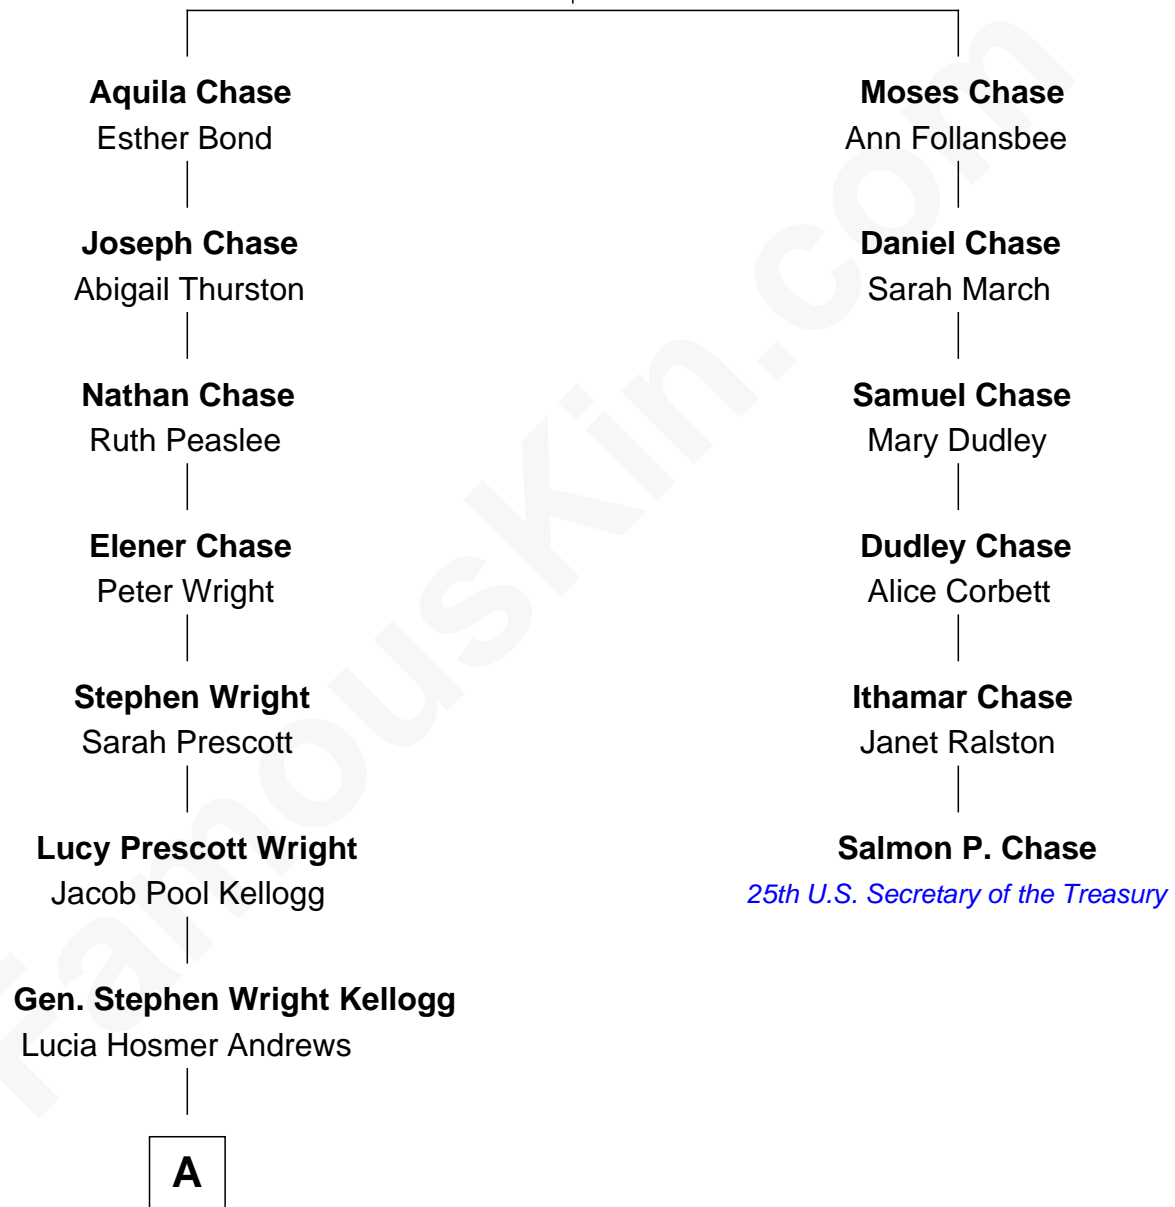 Aquila Chase
Esther Bond
Moses Chase
Ann Follansbee
Joseph Chase
Abigail Thurston
Daniel Chase
Sarah March
Nathan Chase
Ruth Peaslee
Samuel Chase
Mary Dudley
Elener Chase
Peter Wright
Dudley Chase
Alice Corbett
Stephen Wright
Sarah Prescott
Ithamar Chase
Janet Ralston
Lucy Prescott Wright
Jacob Pool Kellogg
Salmon P. Chase
25th U.S. Secretary of the Treasury
Gen. Stephen Wright Kellogg
Lucia Hosmer Andrews
A
FamousKin.com